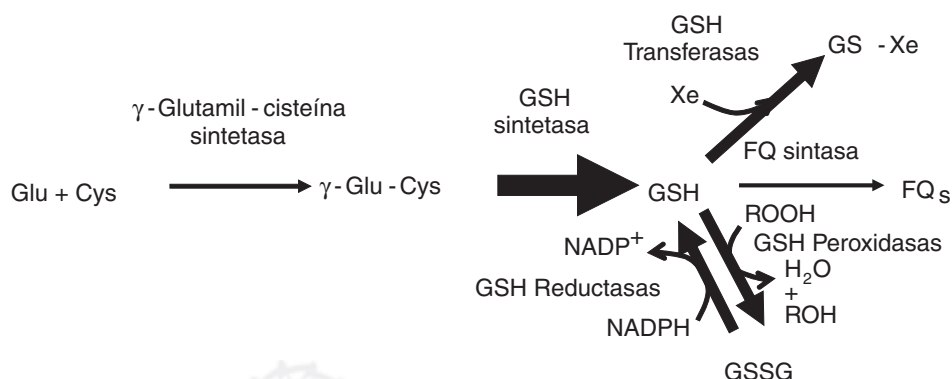 GSH
Transferasas
GS - Xe
Xe
γ-Glutamil-cisteína
sintetasa
GSH
sintetasa
FQ sintasa
Glu + Cys
γ-Glu-Cys
GSH
FQs
ROOH
NADP+
GSH Peroxidasas
H2O
+
ROH
GSH Reductasas
NADPH
GSSG